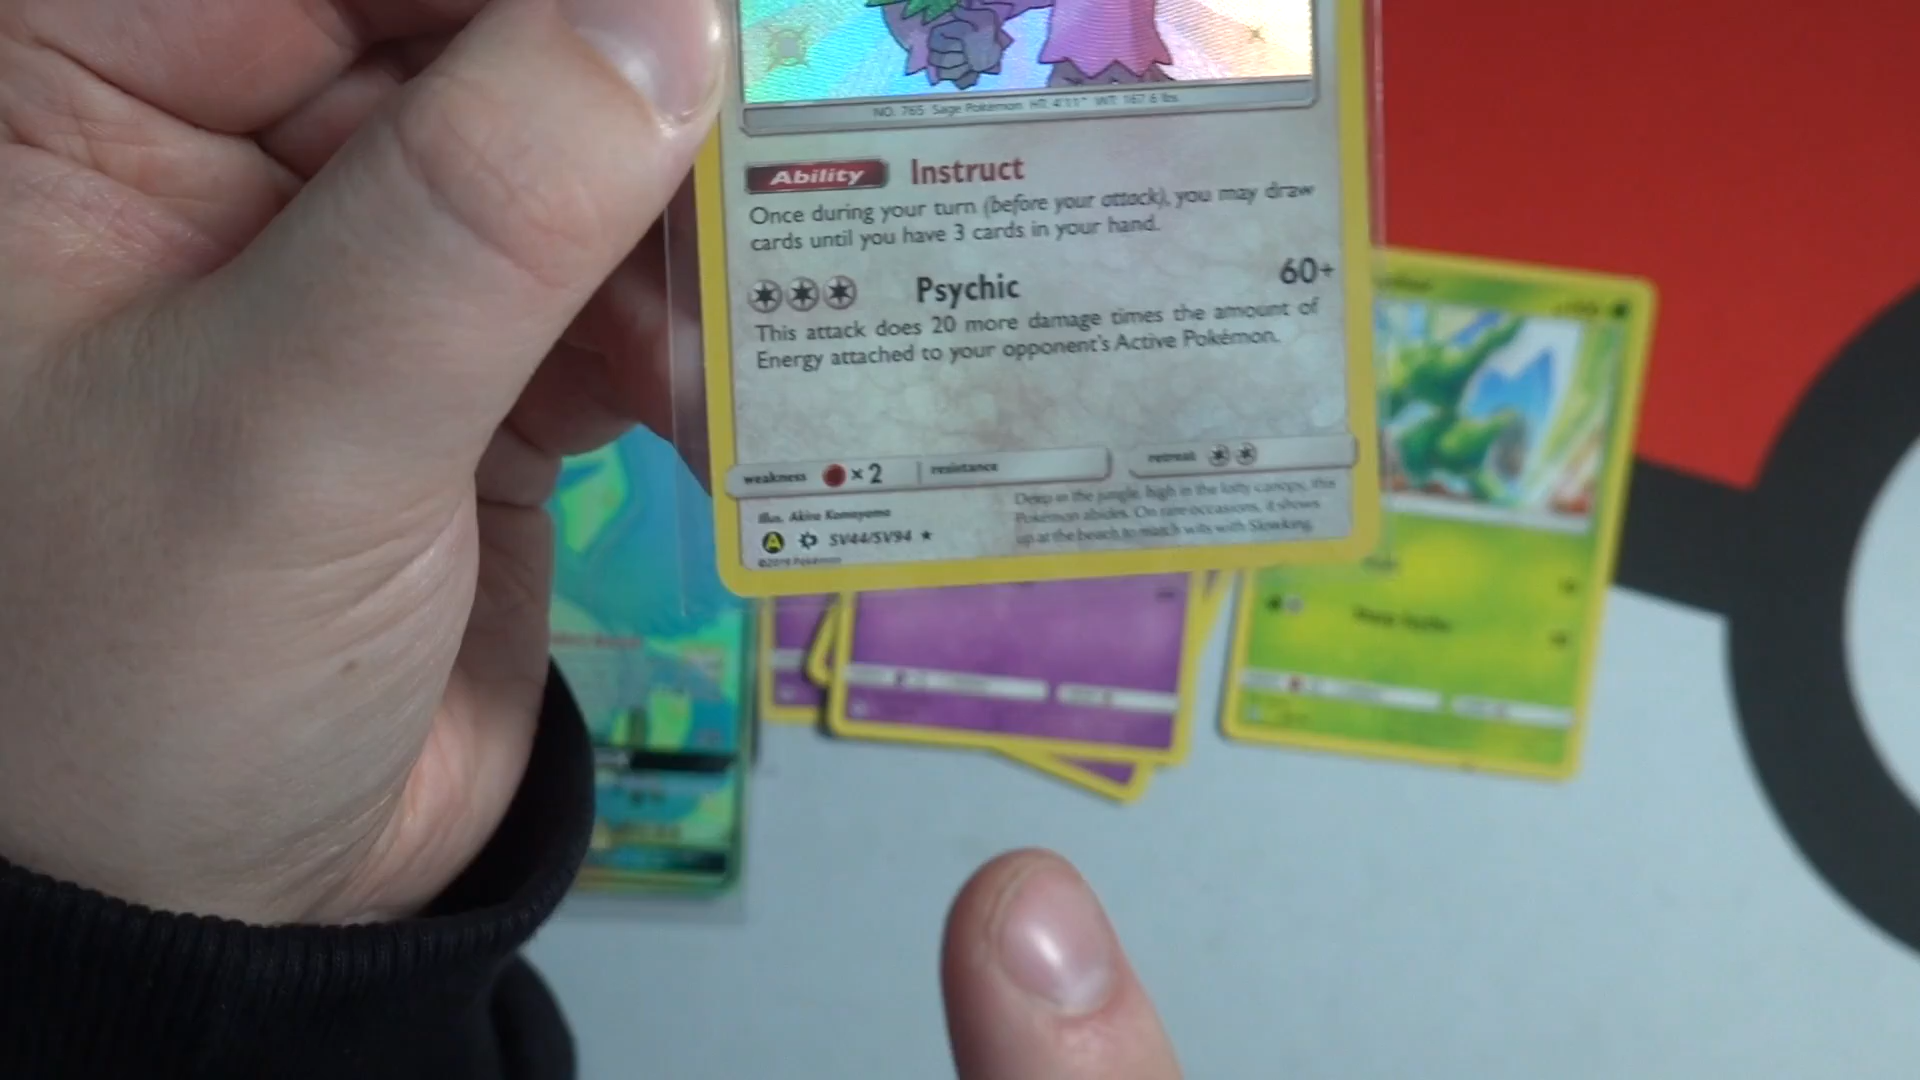 NO. 765 Sage Pokémon HT: 4'11" WT: 167.6 lbs
Ability Instruct
Once during your turn (before your attack), you may draw
cards until you have 3 cards in your hand.
Psychic 60+
This attack does 20 more damage times the amount of
Energy attached to your opponent's Active Pokémon.
weakness ×2 resistance retreat
Illus. Akira Komayama
A SV44/SV94
©2019 Pokémon
Deep in the jungle, high in the lofty canopy, this
Pokémon abides. On rare occasions, it shows
up at the beach to match wits with Slowking.